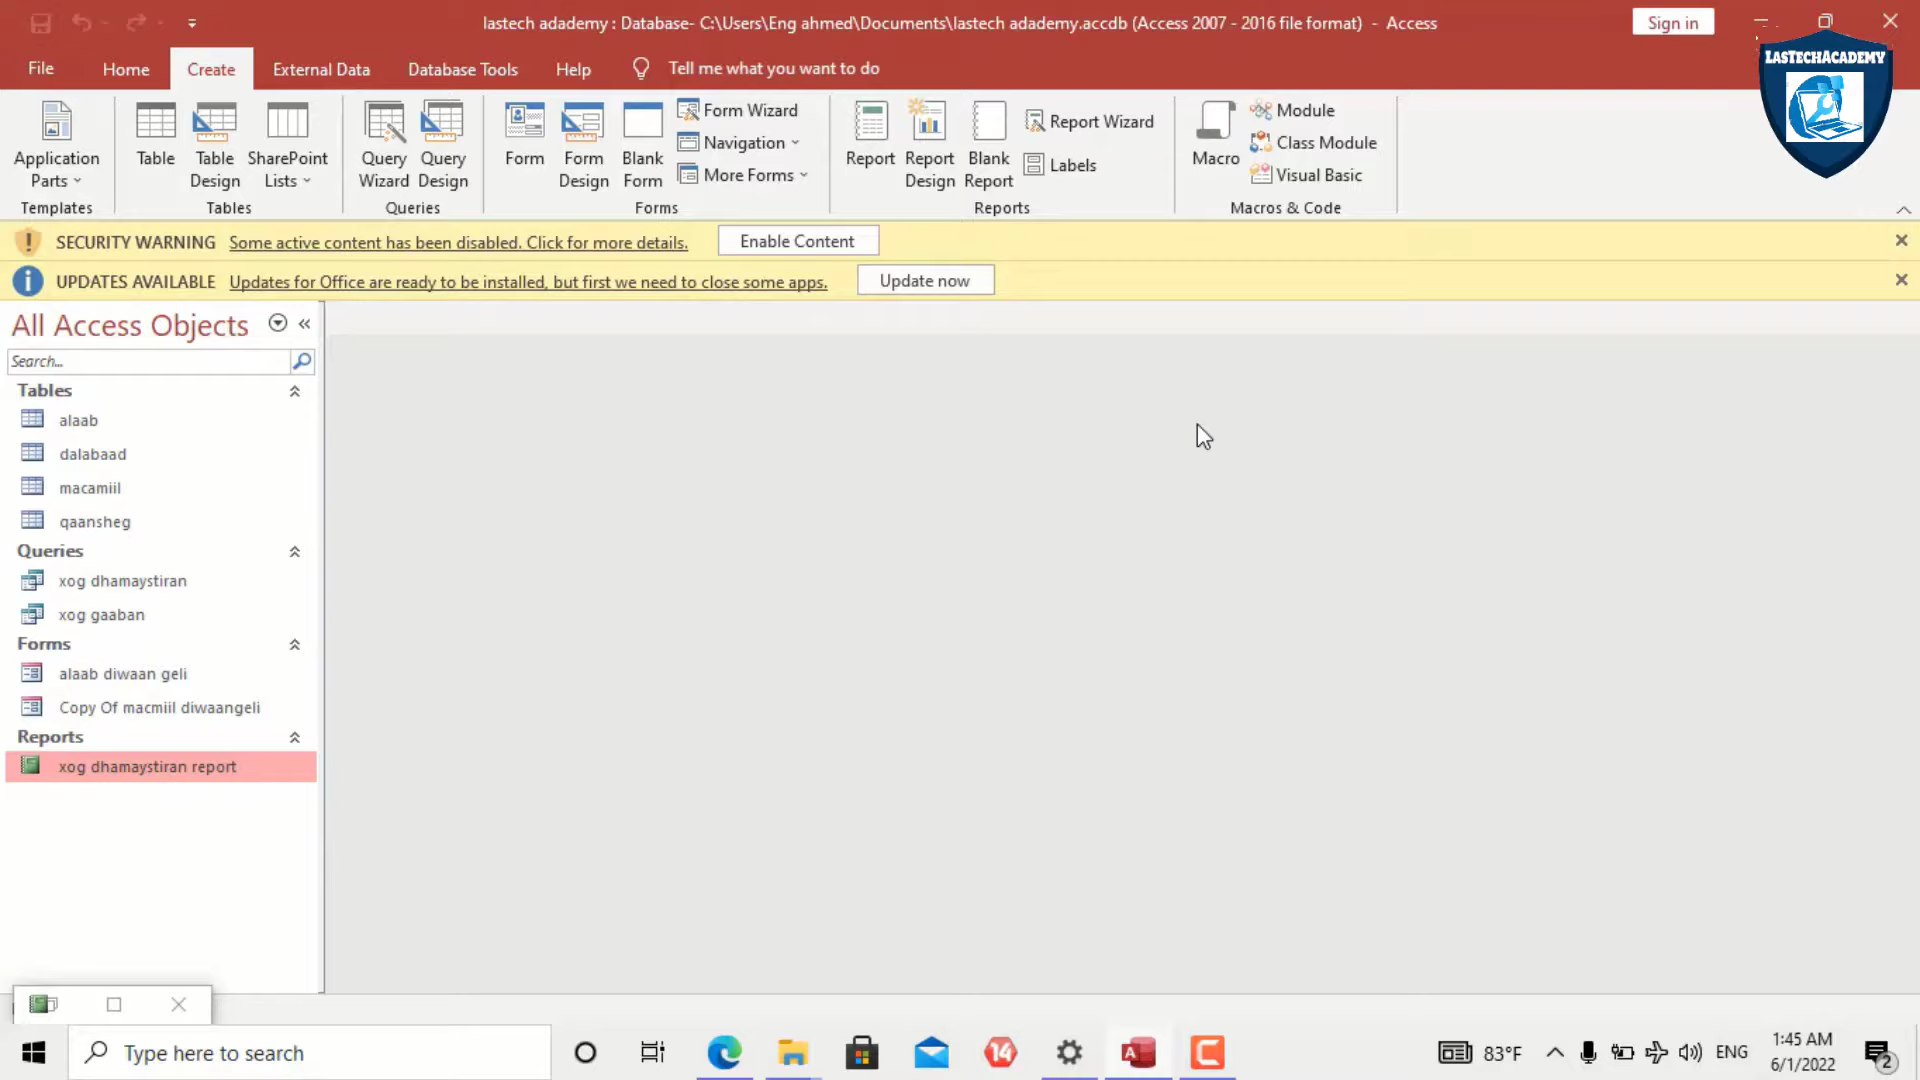 lastech adademy : Database- C:\Users\Eng ahmed\Documents\lastech adademy.accdb (Access 2007 - 2016 file format) - Access
Sign in
File Home Create External Data Database Tools Help Tell me what you want to do
LASTECHACADEMY
Application Parts
Table
Table Design
SharePoint Lists
Query Wizard
Query Design
Form
Form Design
Blank Form
Form Wizard
Navigation
More Forms
Report
Report Design
Blank Report
Report Wizard
Labels
Macro
Module
Class Module
Visual Basic
Templates Tables Queries Forms Reports Macros & Code
SECURITY WARNING Some active content has been disabled. Click for more details. Enable Content
UPDATES AVAILABLE Updates for Office are ready to be installed, but first we need to close some apps. Update now
All Access Objects
Search...
Tables
alaab
dalabaad
macamiil
qaansheg
Queries
xog dhamaystiran
xog gaaban
Forms
alaab diwaan geli
Copy Of macmiil diwaangeli
Reports
xog dhamaystiran report
Type here to search
14
83°F
ENG
1:45 AM
6/1/2022
2